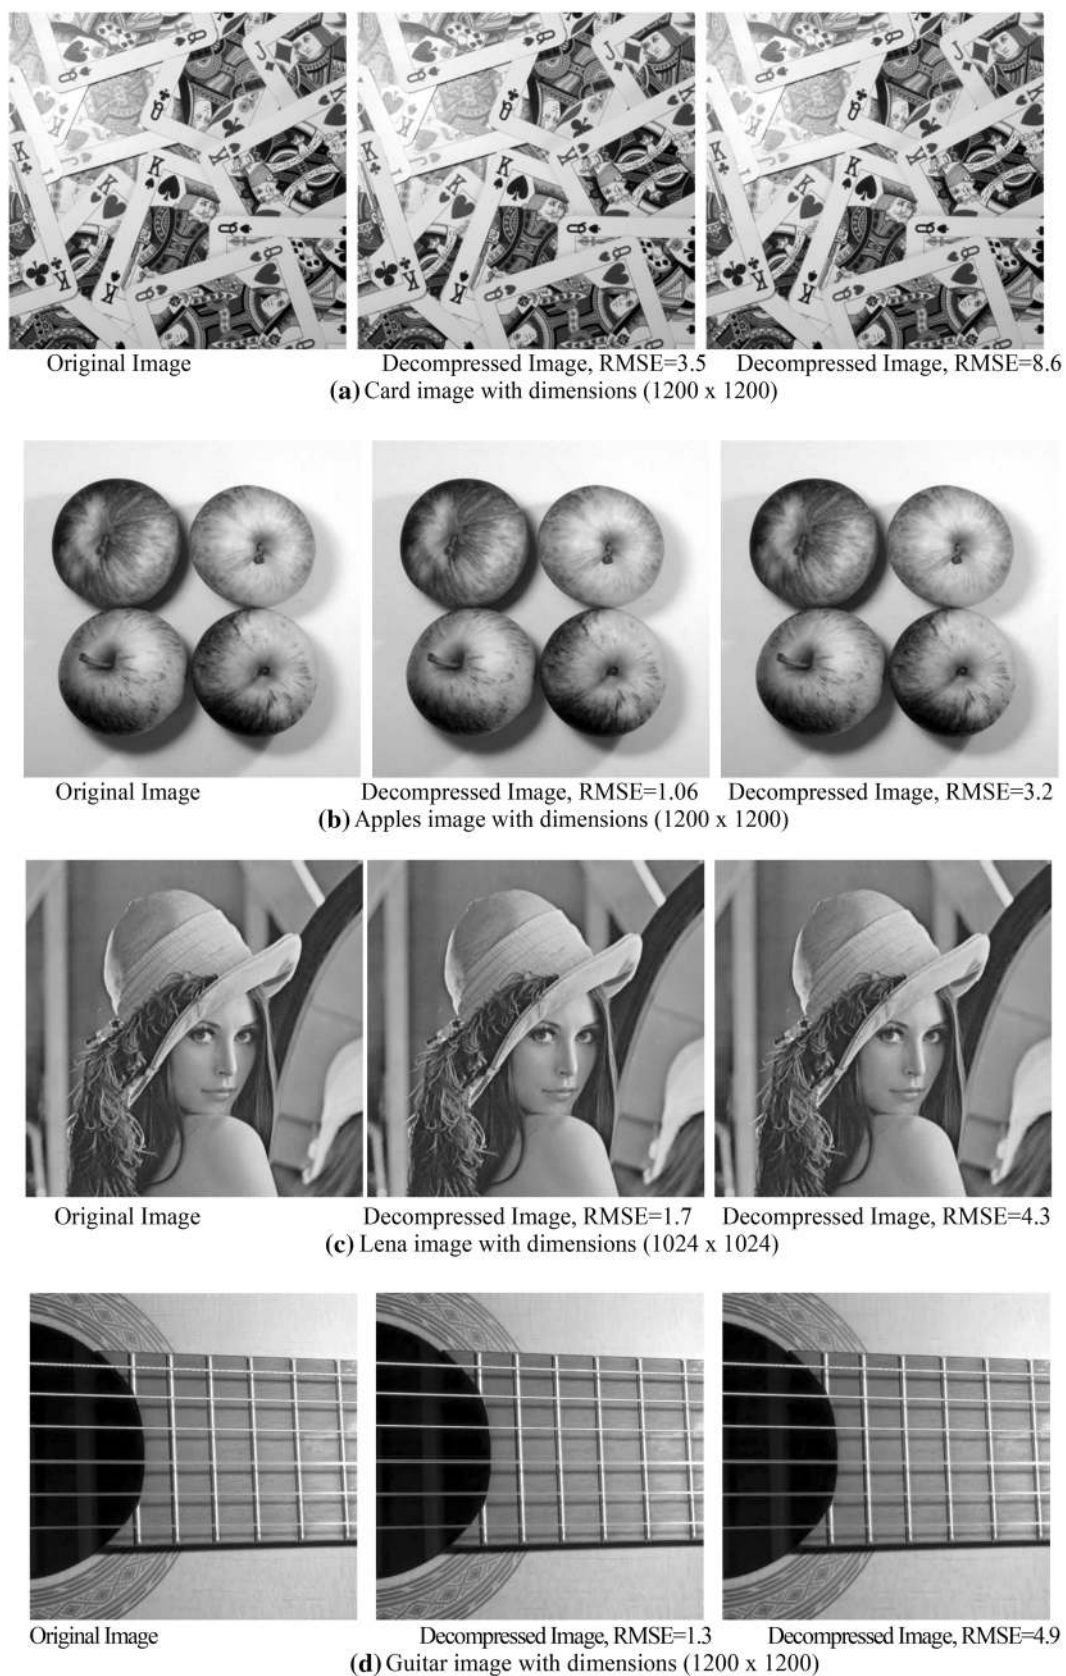 Original Image
Decompressed Image, RMSE=3.5
Decompressed Image, RMSE=8.6
(a) Card image with dimensions (1200 x 1200)
Original Image
Decompressed Image, RMSE=1.06
Decompressed Image, RMSE=3.2
(b) Apples image with dimensions (1200 x 1200)
Original Image
Decompressed Image, RMSE=1.7
Decompressed Image, RMSE=4.3
(c) Lena image with dimensions (1024 x 1024)
Original Image
Decompressed Image, RMSE=1.3
Decompressed Image, RMSE=4.9
(d) Guitar image with dimensions (1200 x 1200)